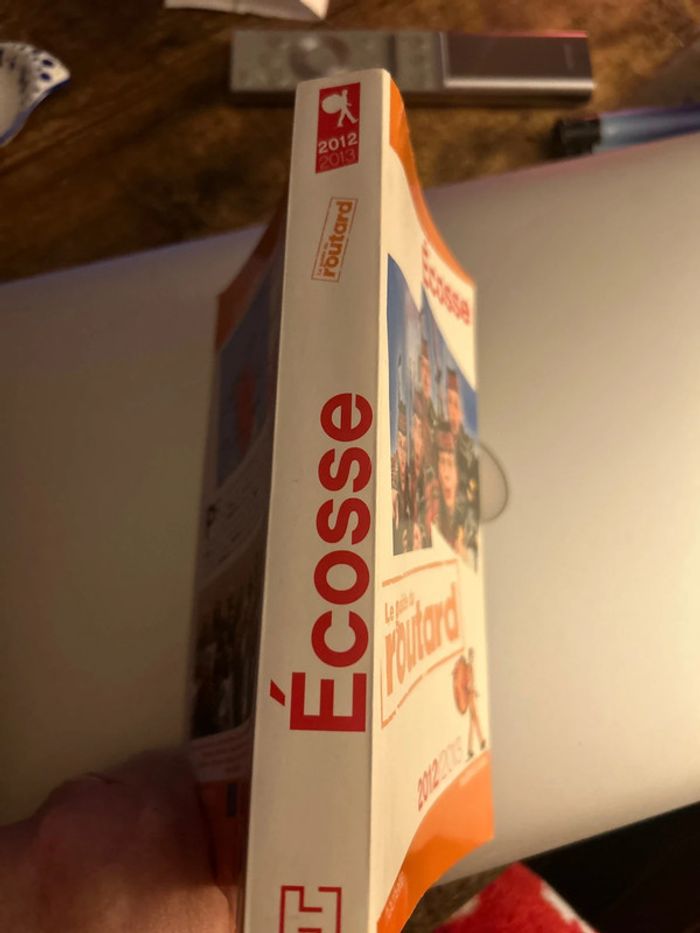 2012
2013
Le guide du
routard
Écosse
Écosse
Le guide du
routard
2012/2013